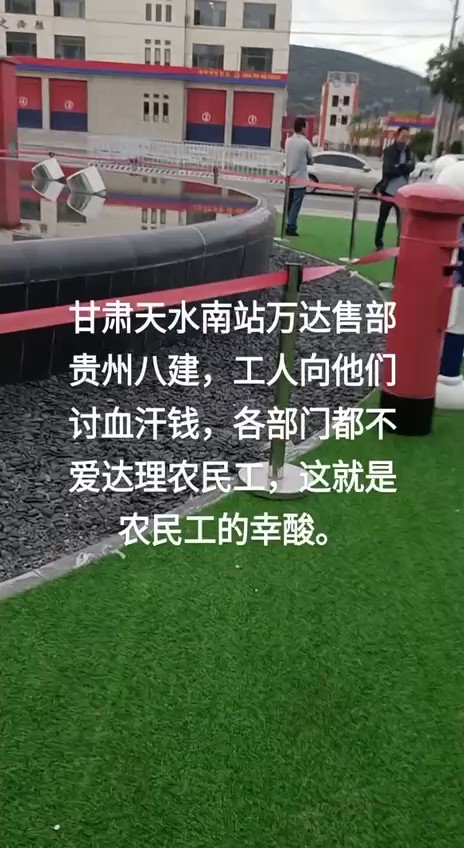 甘肃天水南站万达售部
贵州八建，工人向他们
讨血汗钱，各部门都不
爱达理农民工，这就是
农民工的幸酸。